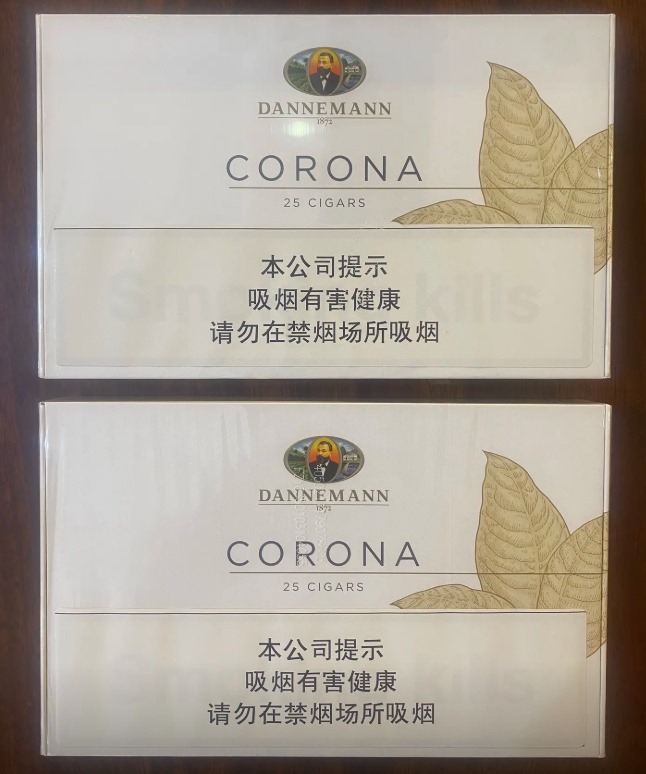 DANNEMANN
1872
CORONA
25 CIGARS
本公司提示
吸烟有害健康
请勿在禁烟场所吸烟
DANNEMANN
1872
CORONA
25 CIGARS
本公司提示
吸烟有害健康
请勿在禁烟场所吸烟